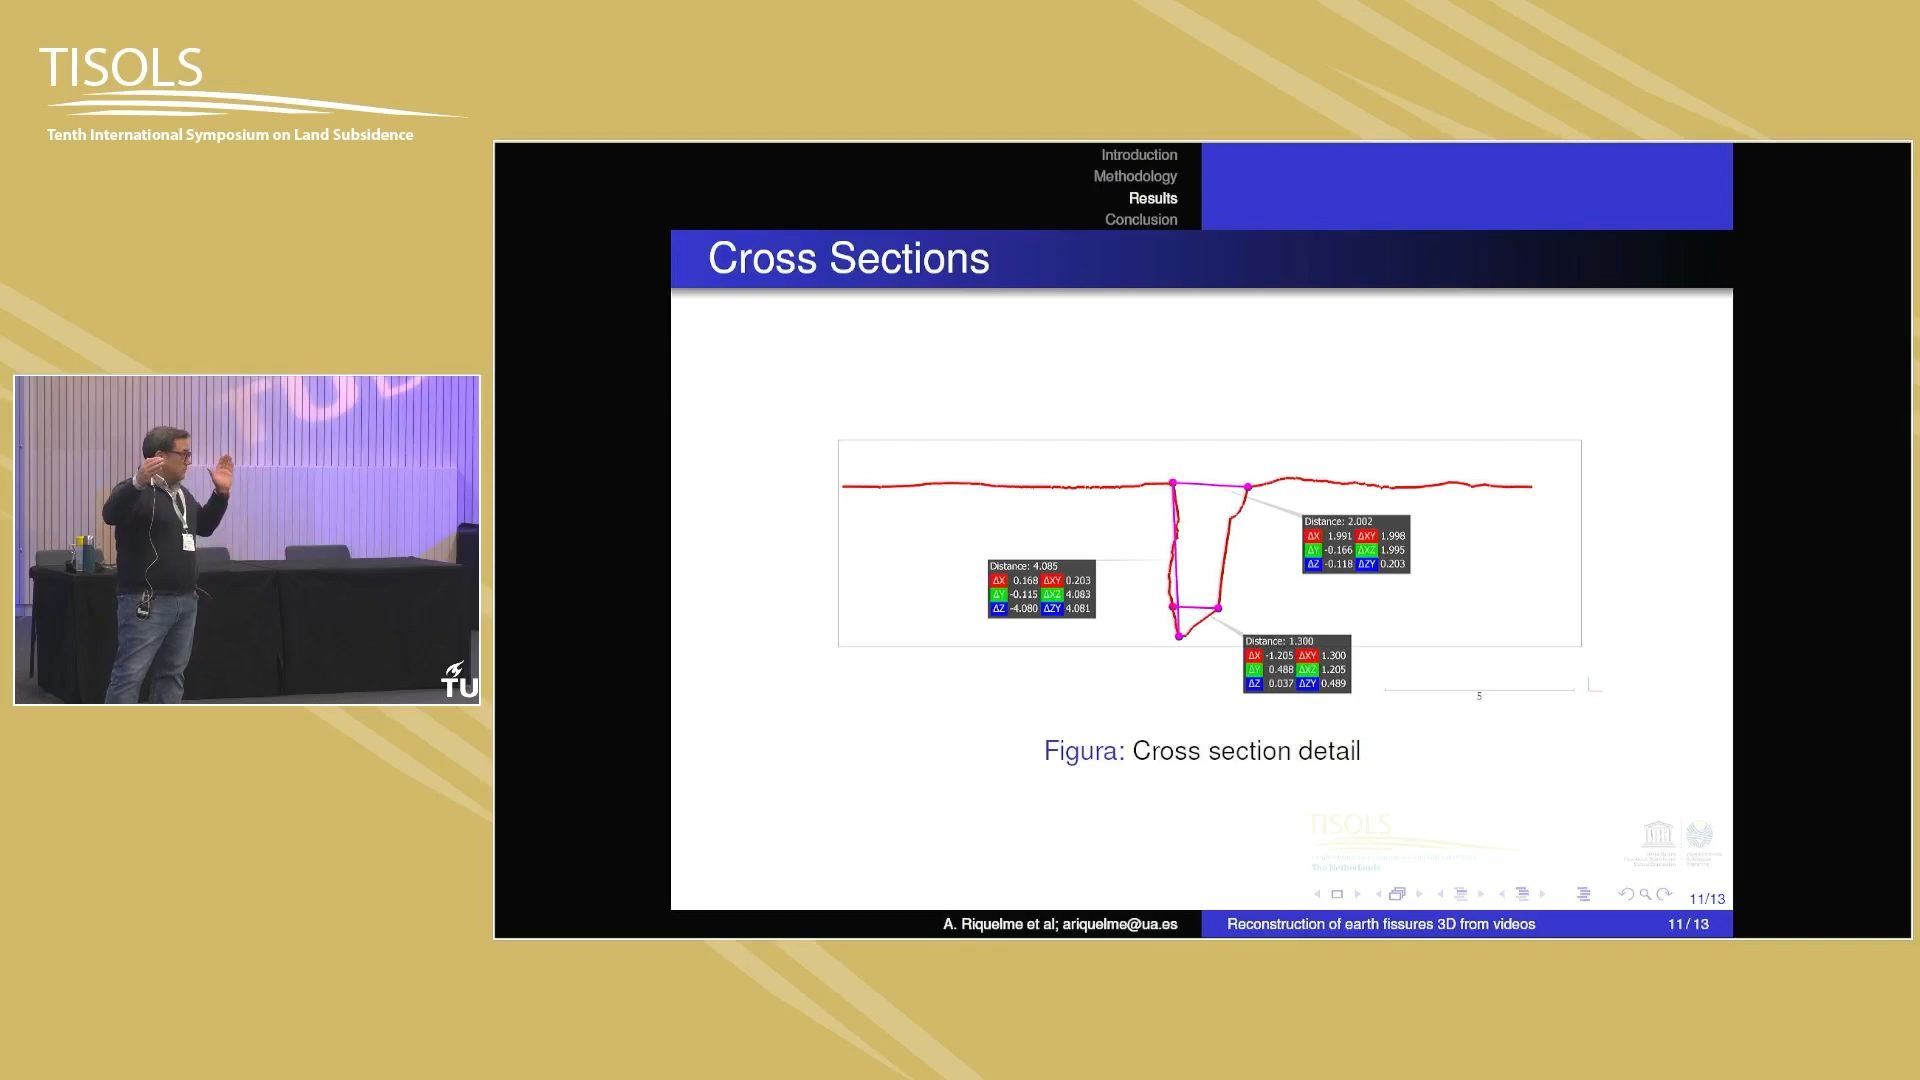 TISOLS
Tenth International Symposium on Land Subsidence
TUD
TU
Introduction
Methodology
Results
Conclusion
Cross Sections
Distance: 2.002
ΔX 1.991 ΔXY 1.998
ΔY -0.166 ΔXZ 1.995
ΔZ -0.118 ΔZY 0.203
Distance: 4.085
ΔX 0.168 ΔXY 0.203
ΔY -0.115 ΔXZ 4.083
ΔZ -4.080 ΔZY 4.081
Distance: 1.300
ΔX -1.205 ΔXY 1.300
ΔY 0.488 ΔXZ 1.205
ΔZ 0.037 ΔZY 0.489
5
Figura: Cross section detail
TISOLS
The Netherlands
11/13
A. Riquelme et al; ariquelme@ua.es
Reconstruction of earth fissures 3D from videos
11 / 13